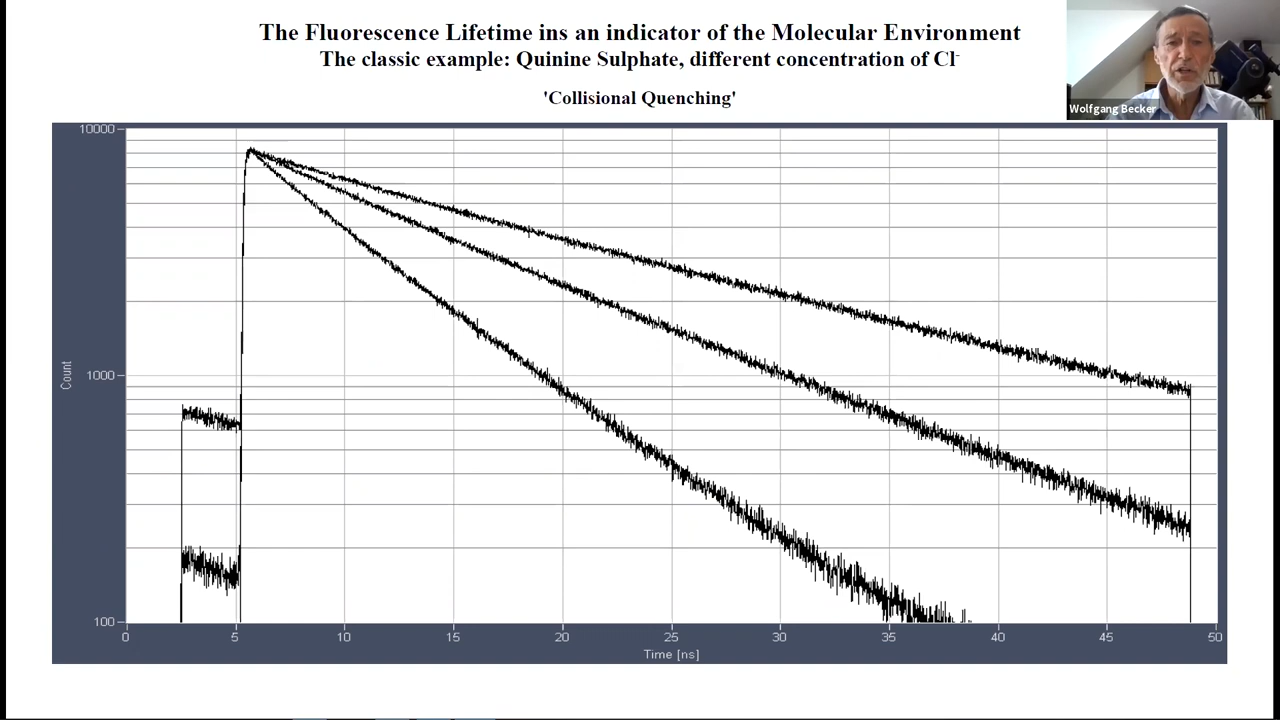 The Fluorescence Lifetime ins an indicator of the Molecular Environment
The classic example: Quinine Sulphate, different concentration of Cl⁻
'Collisional Quenching'
Wolfgang Becker
10000
1000
100
Count
0 5 10 15 20 25 30 35 40 45 50
Time [ns]